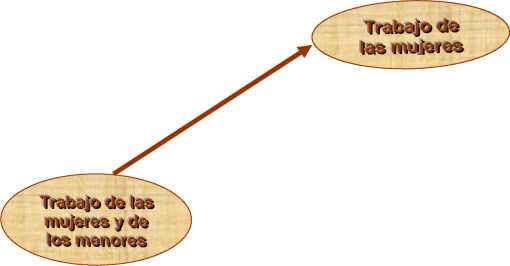 Trabajo de
las mujeres
Trabajo de las
mujeres y de
los menores